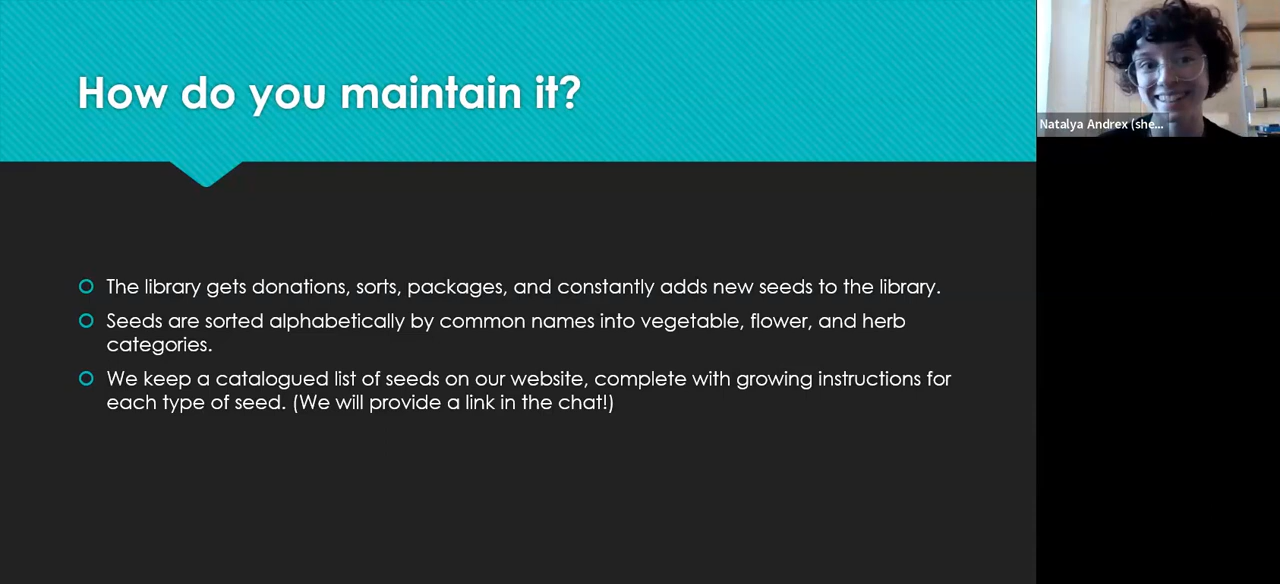 How do you maintain it?
Natalya Andrex (she...
The library gets donations, sorts, packages, and constantly adds new seeds to the library.
Seeds are sorted alphabetically by common names into vegetable, flower, and herb
categories.
We keep a catalogued list of seeds on our website, complete with growing instructions for
each type of seed. (We will provide a link in the chat!)